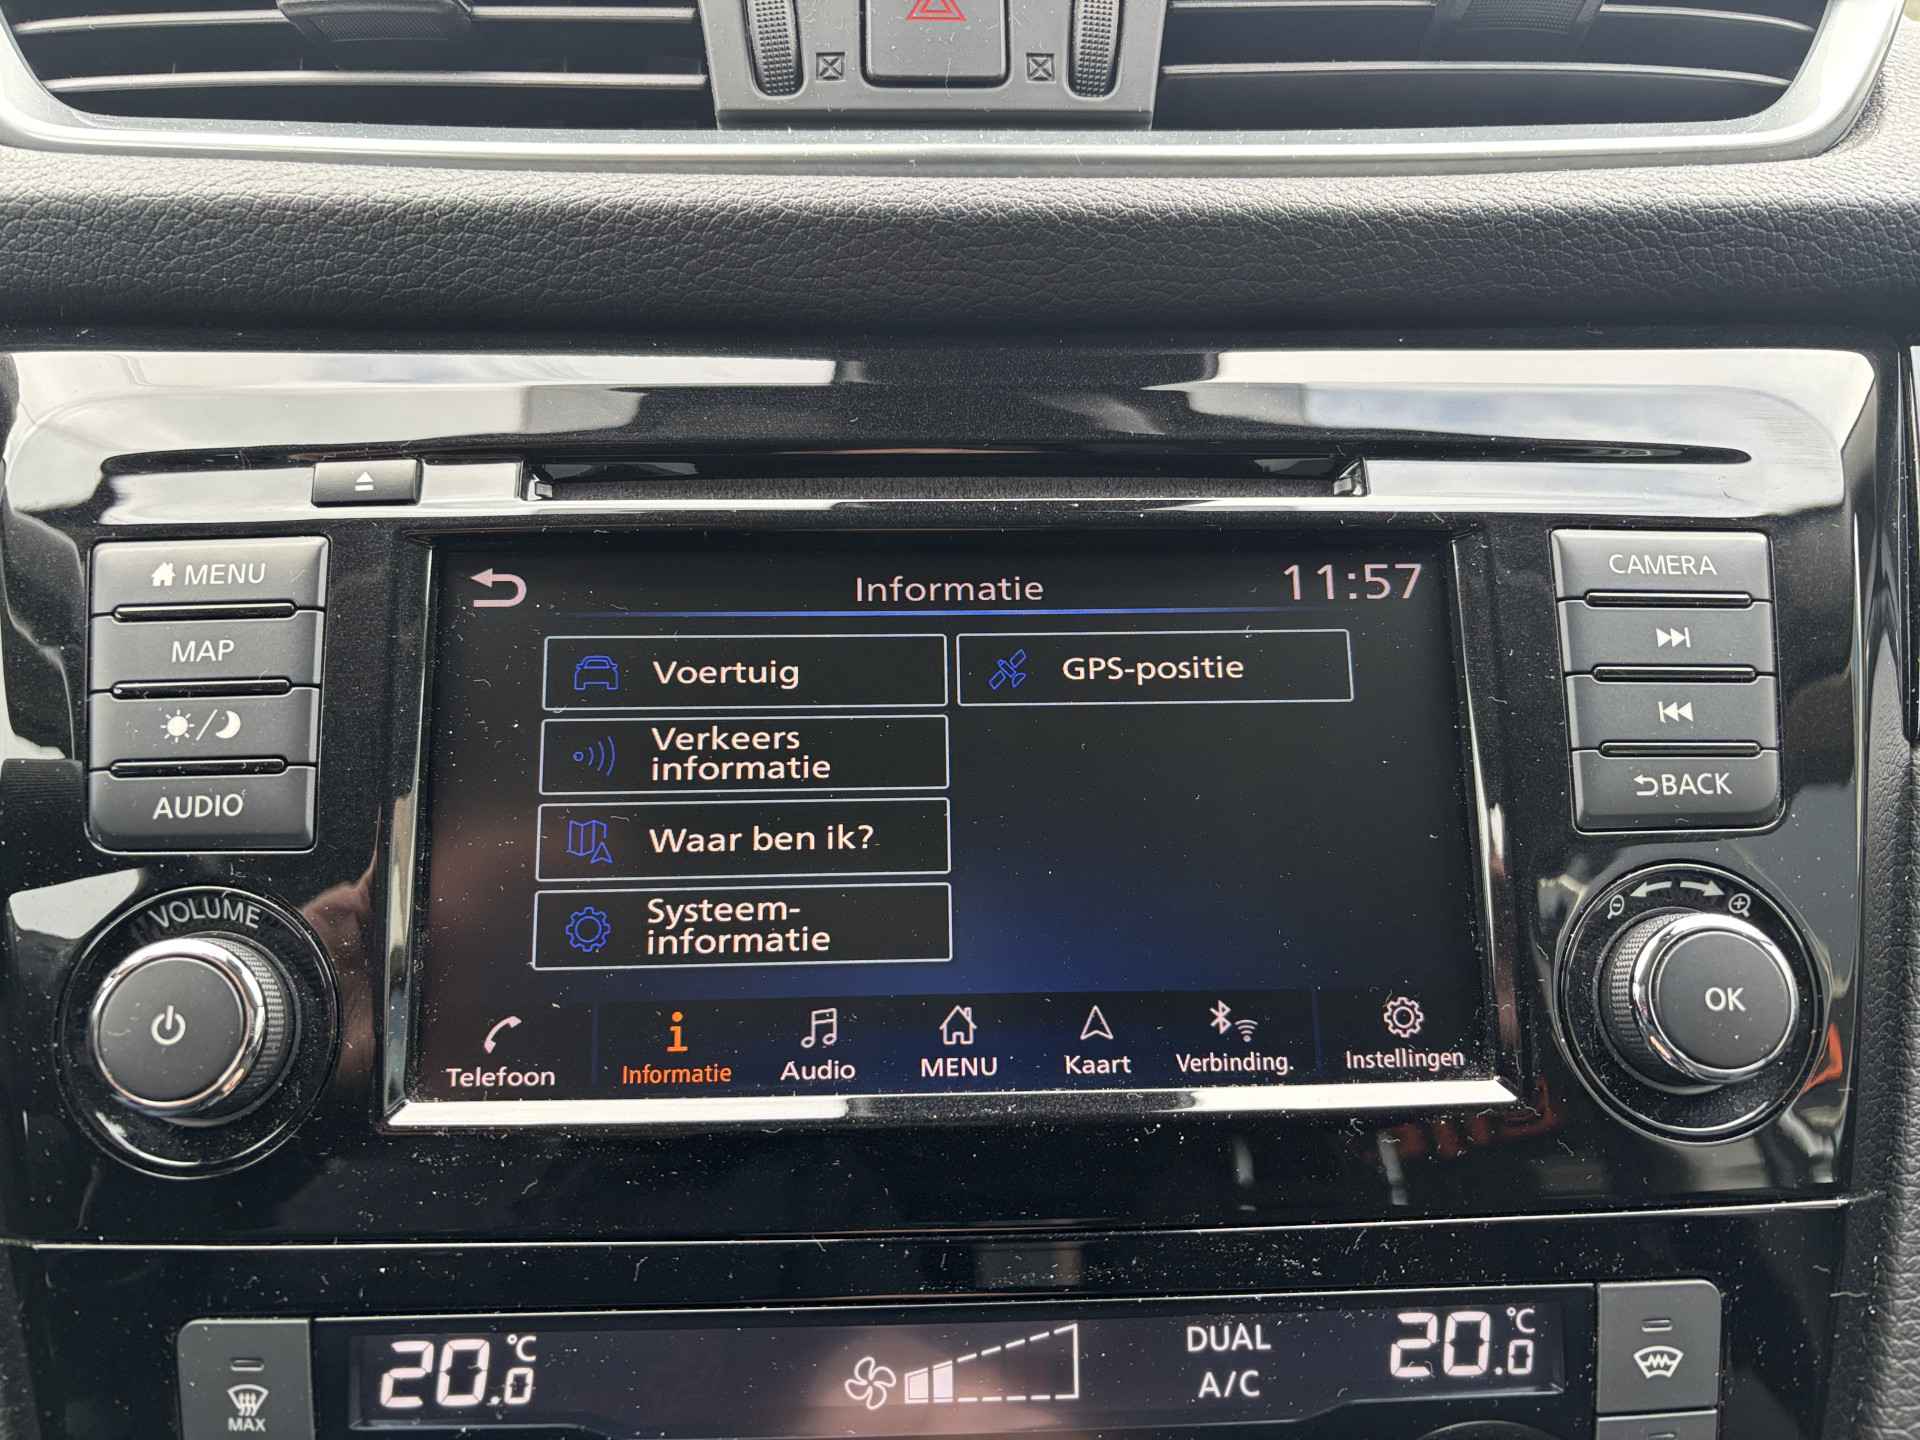 MENU
MAP
AUDIO
VOLUME
Informatie
11:57
Voertuig
GPS-positie
Verkeers
informatie
Waar ben ik?
Systeem-
informatie
Telefoon
Informatie
Audio
MENU
Kaart
Verbinding.
Instellingen
CAMERA
BACK
OK
MAX
20.0 °C
DUAL
A/C
20.0 °C